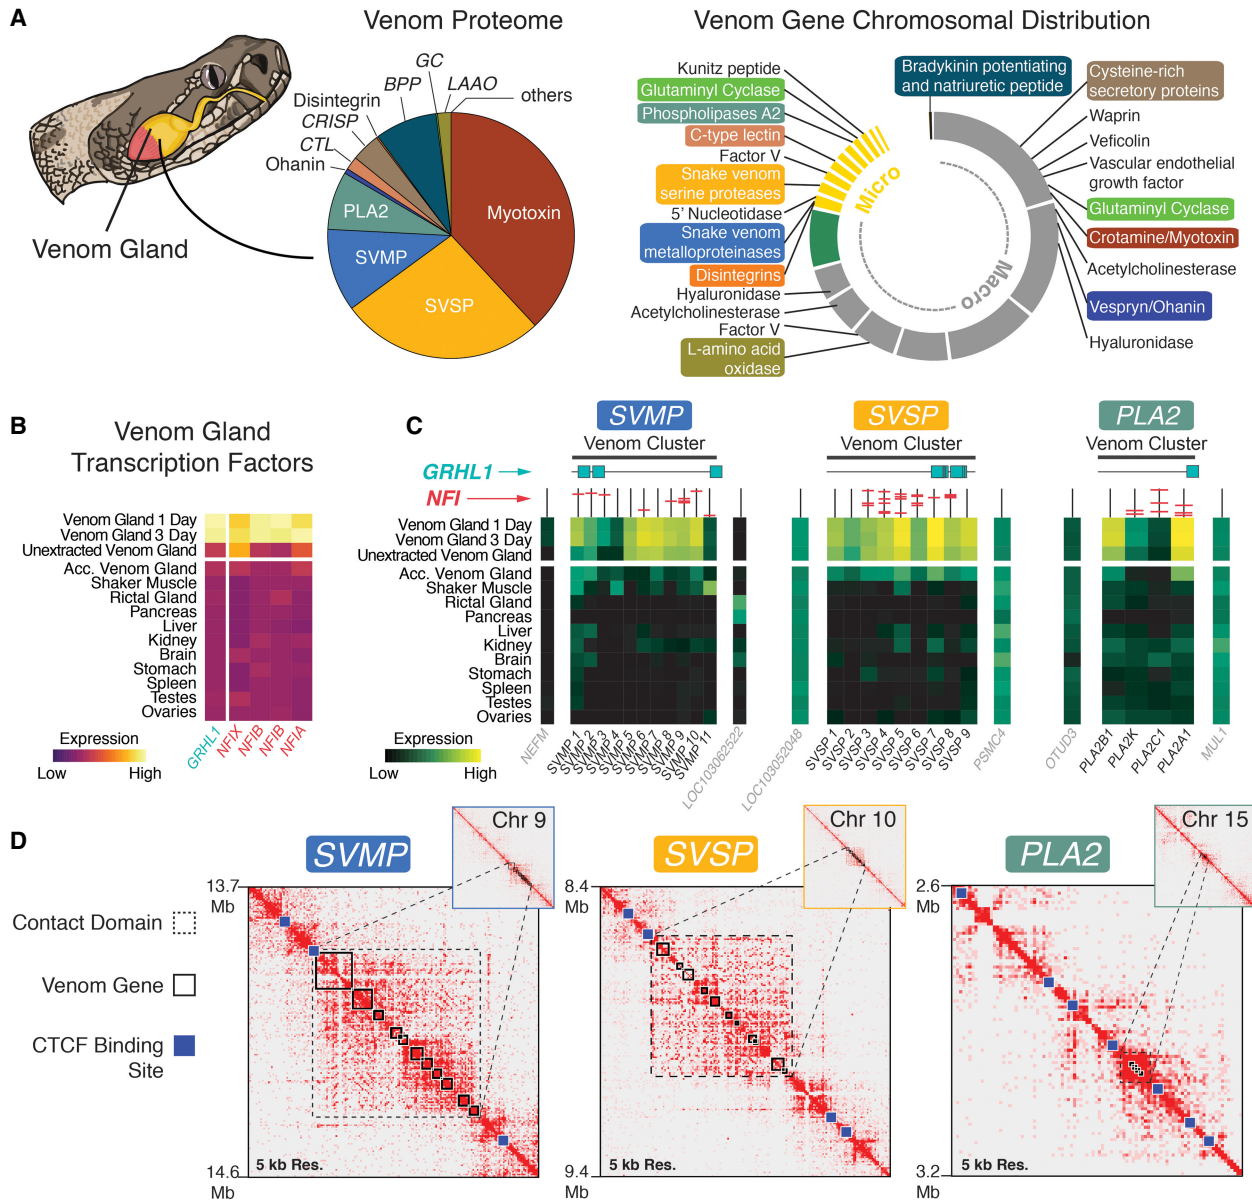 A
Venom Proteome
Venom Gene Chromosomal Distribution
Venom Gland
GC
BPP
LAAO
others
Disintegrin
CRISP
CTL
Ohanin
PLA2
SVMP
SVSP
Myotoxin
Kunitz peptide
Glutaminyl Cyclase
Phospholipases A2
C-type lectin
Factor V
Snake venom
serine proteases
5' Nucleotidase
Snake venom
metalloproteinases
Disintegrins
Hyaluronidase
Acetylcholinesterase
Factor V
L-amino acid
oxidase
Micro
Macro
Bradykinin potentiating
and natriuretic peptide
Cysteine-rich
secretory proteins
Waprin
Veficolin
Vascular endothelial
growth factor
Glutaminyl Cyclase
Crotamine/Myotoxin
Acetylcholinesterase
Vespryn/Ohanin
Hyaluronidase
B
Venom Gland
Transcription Factors
Venom Gland 1 Day
Venom Gland 3 Day
Unextracted Venom Gland
Acc. Venom Gland
Shaker Muscle
Rictal Gland
Pancreas
Liver
Kidney
Brain
Stomach
Spleen
Testes
Ovaries
GRHL1
NFIX
NFIB
NFIB
NFIA
Expression
Low
High
C
SVMP
Venom Cluster
SVSP
Venom Cluster
PLA2
Venom Cluster
GRHL1
NFI
Venom Gland 1 Day
Venom Gland 3 Day
Unextracted Venom Gland
Acc. Venom Gland
Shaker Muscle
Rictal Gland
Pancreas
Liver
Kidney
Brain
Stomach
Spleen
Testes
Ovaries
Expression
Low
High
NEFM
SVMP 1
SVMP 2
SVMP 3
SVMP 4
SVMP 5
SVMP 6
SVMP 7
SVMP 8
SVMP 9
SVMP 10
SVMP 11
LOC103062522
LOC103052048
SVSP 1
SVSP 2
SVSP 3
SVSP 4
SVSP 5
SVSP 6
SVSP 7
SVSP 8
SVSP 9
PSMC4
OTUD3
PLA2B1
PLA2K
PLA2C1
PLA2A1
MUL1
D
Contact Domain
Venom Gene
CTCF Binding
Site
SVMP
Chr 9
13.7
Mb
14.6
Mb
5 kb Res.
SVSP
Chr 10
8.4
Mb
9.4
Mb
5 kb Res.
PLA2
Chr 15
2.6
Mb
3.2
Mb
5 kb Res.